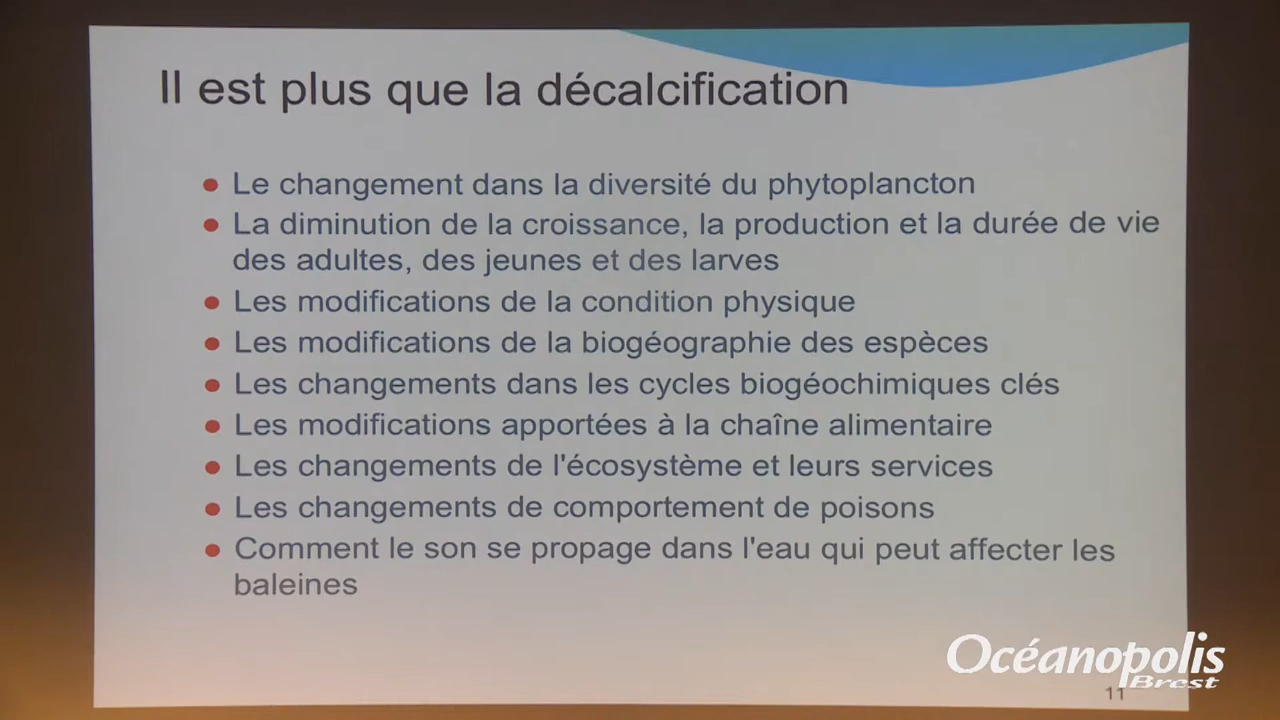 Il est plus que la décalcification
Le changement dans la diversité du phytoplancton
La diminution de la croissance, la production et la durée de vie
des adultes, des jeunes et des larves
Les modifications de la condition physique
Les modifications de la biogéographie des espèces
Les changements dans les cycles biogéochimiques clés
Les modifications apportées à la chaîne alimentaire
Les changements de l'écosystème et leurs services
Les changements de comportement de poisons
Comment le son se propage dans l'eau qui peut affecter les
baleines
Océanopolis
Brest
11